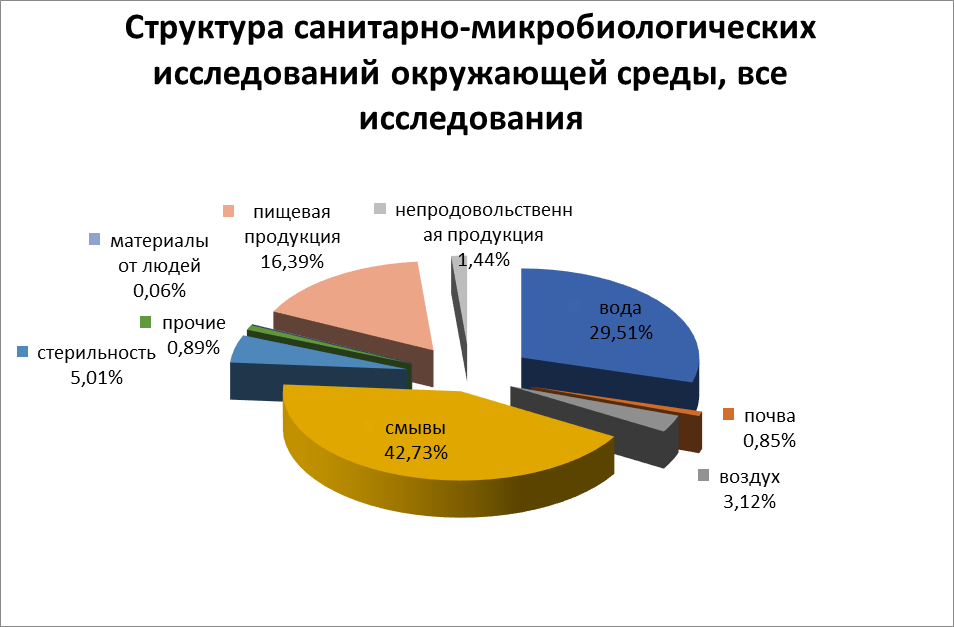 Структура санитарно-микробиологических
исследований окружающей среды, все
исследования
пищевая
продукция
16,39%
непродовольственн
ая продукция
1,44%
материалы
от людей
0,06%
прочие
0,89%
стерильность
5,01%
вода
29,51%
почва
0,85%
воздух
3,12%
смывы
42,73%